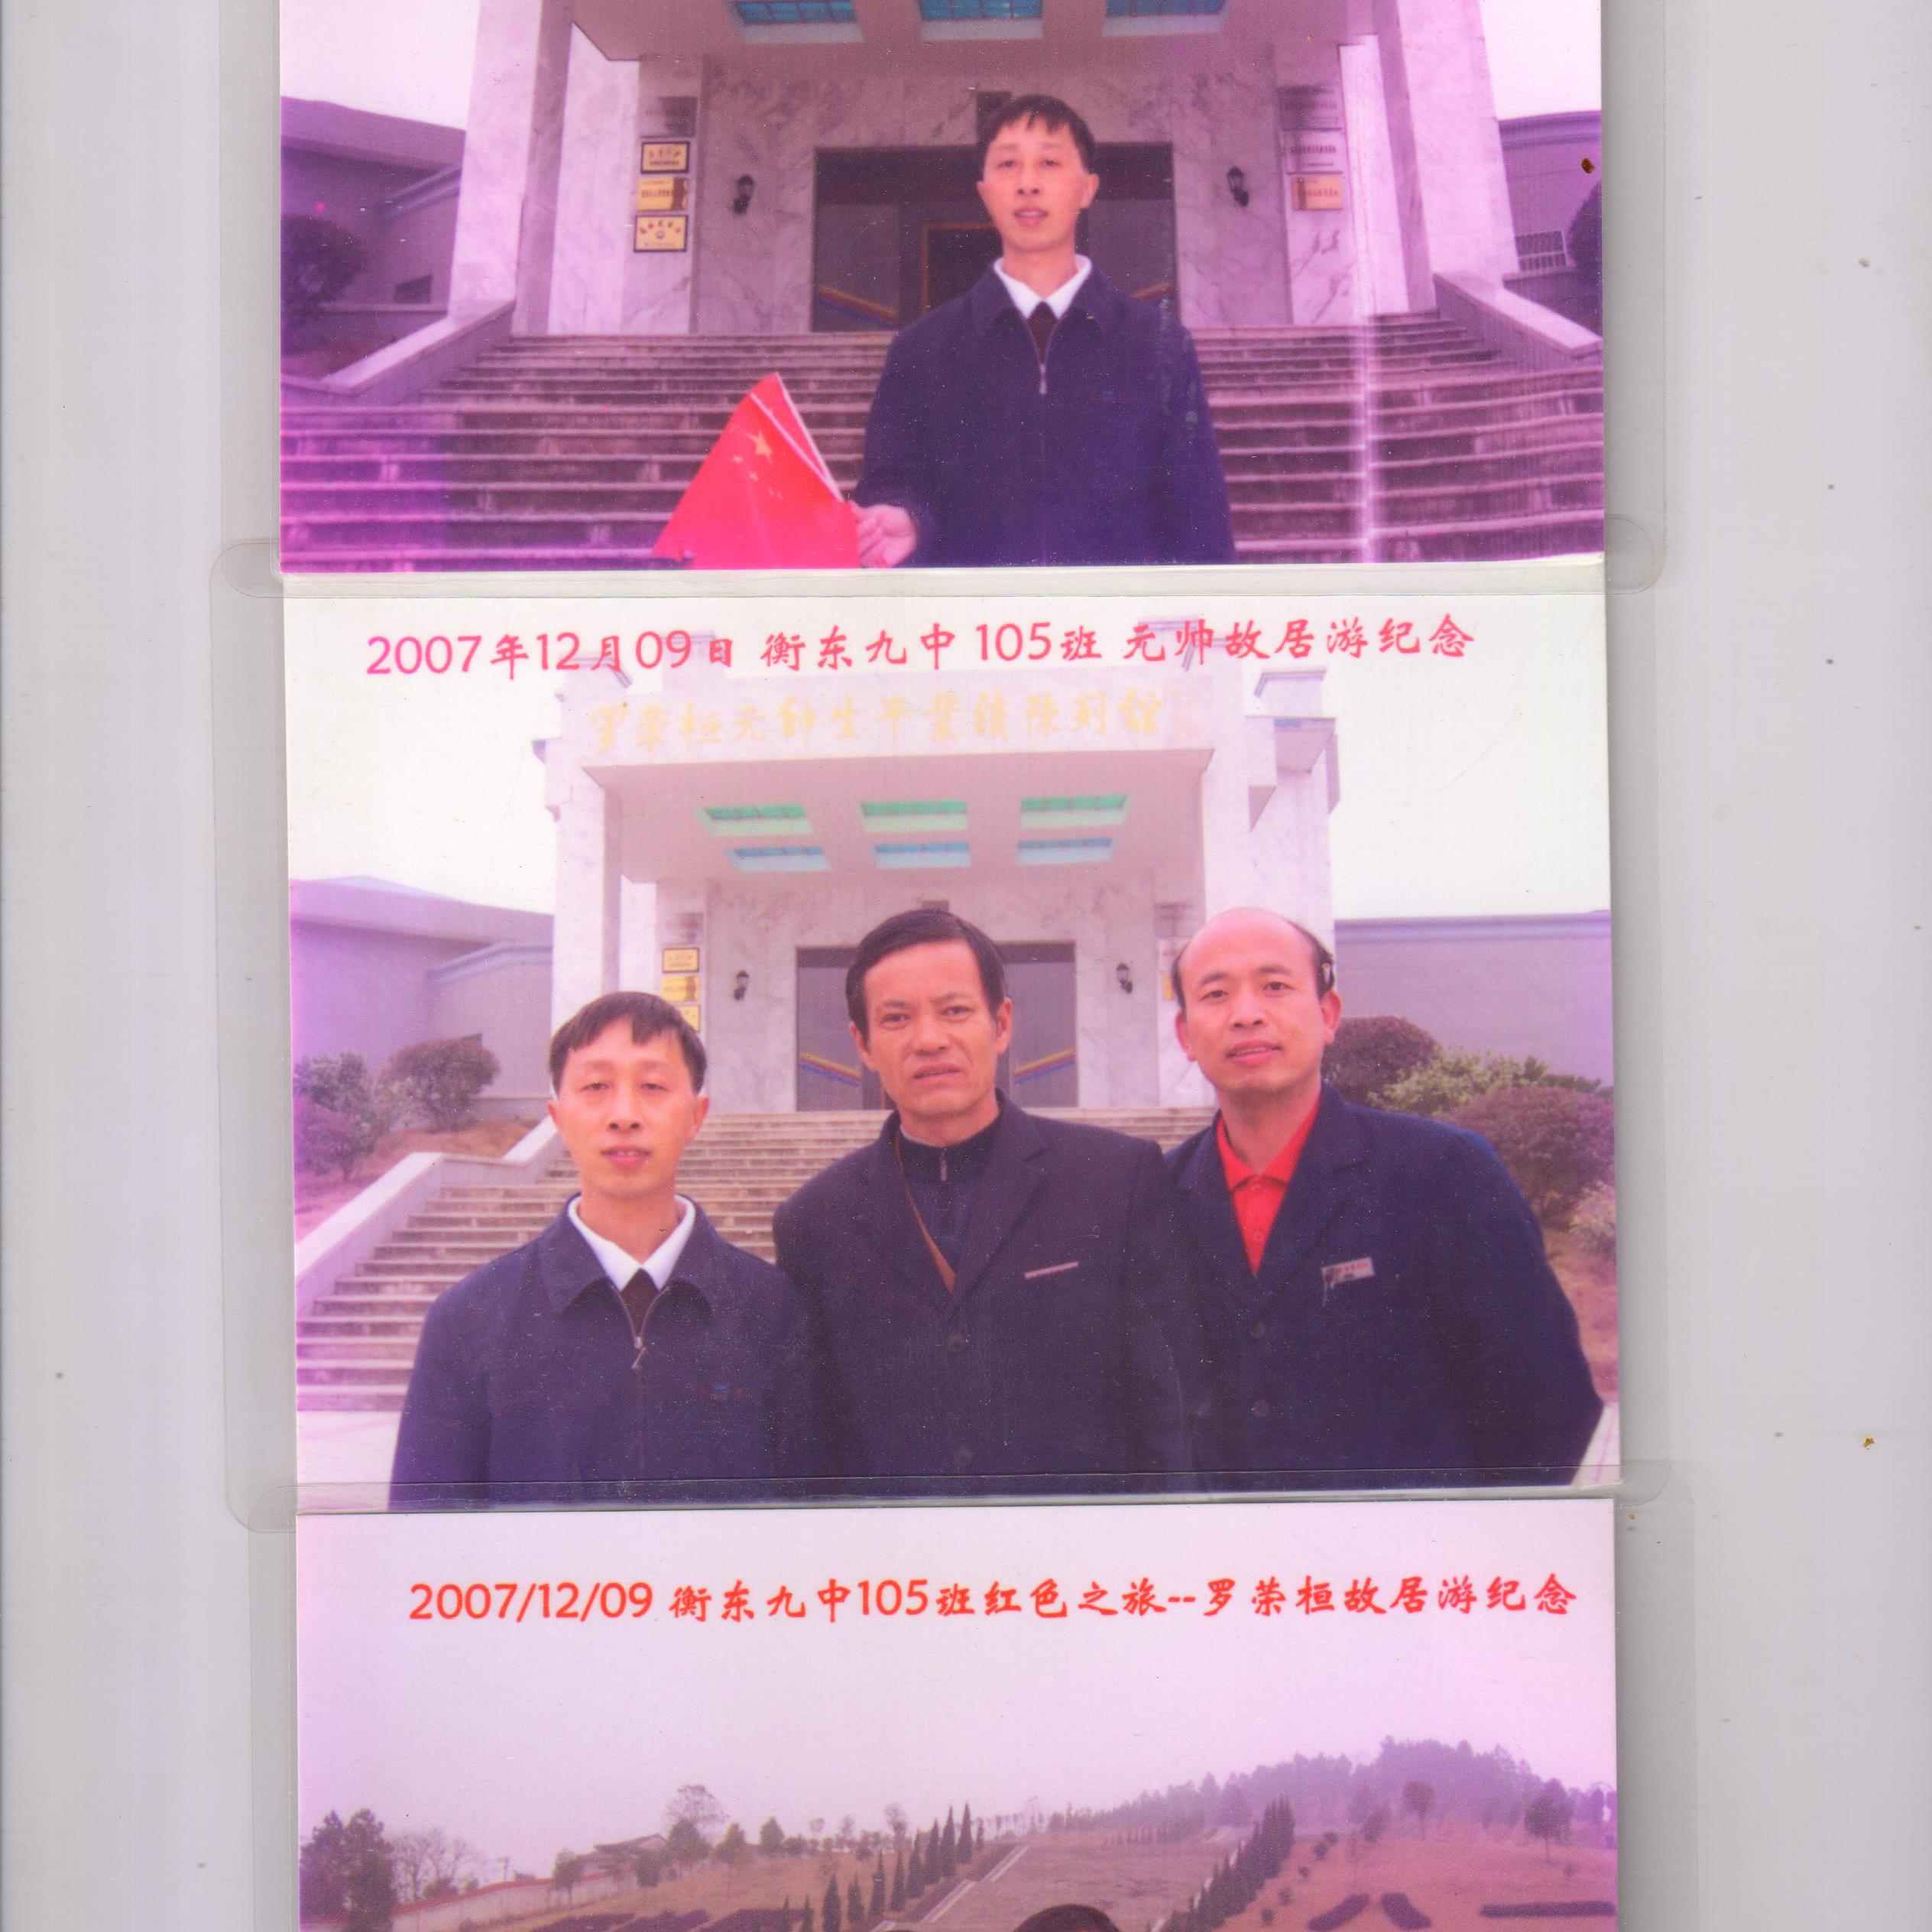 2007年12月09日 衡东九中 105班 元帅故居游纪念
罗荣桓元帅生平业绩陈列馆
2007/12/09 衡东九中105班红色之旅--罗荣桓故居游纪念